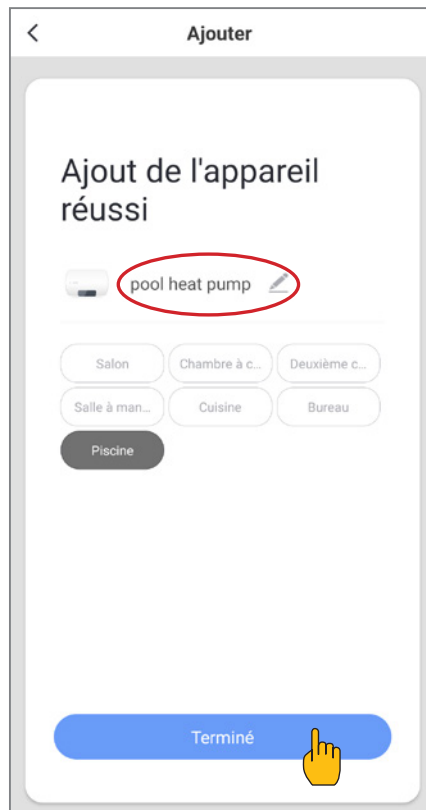 Ajouter
Ajout de l'appareil
réussi
pool heat pump
Salon
Chambre à c...
Deuxième c...
Salle à man...
Cuisine
Bureau
Piscine
Terminé